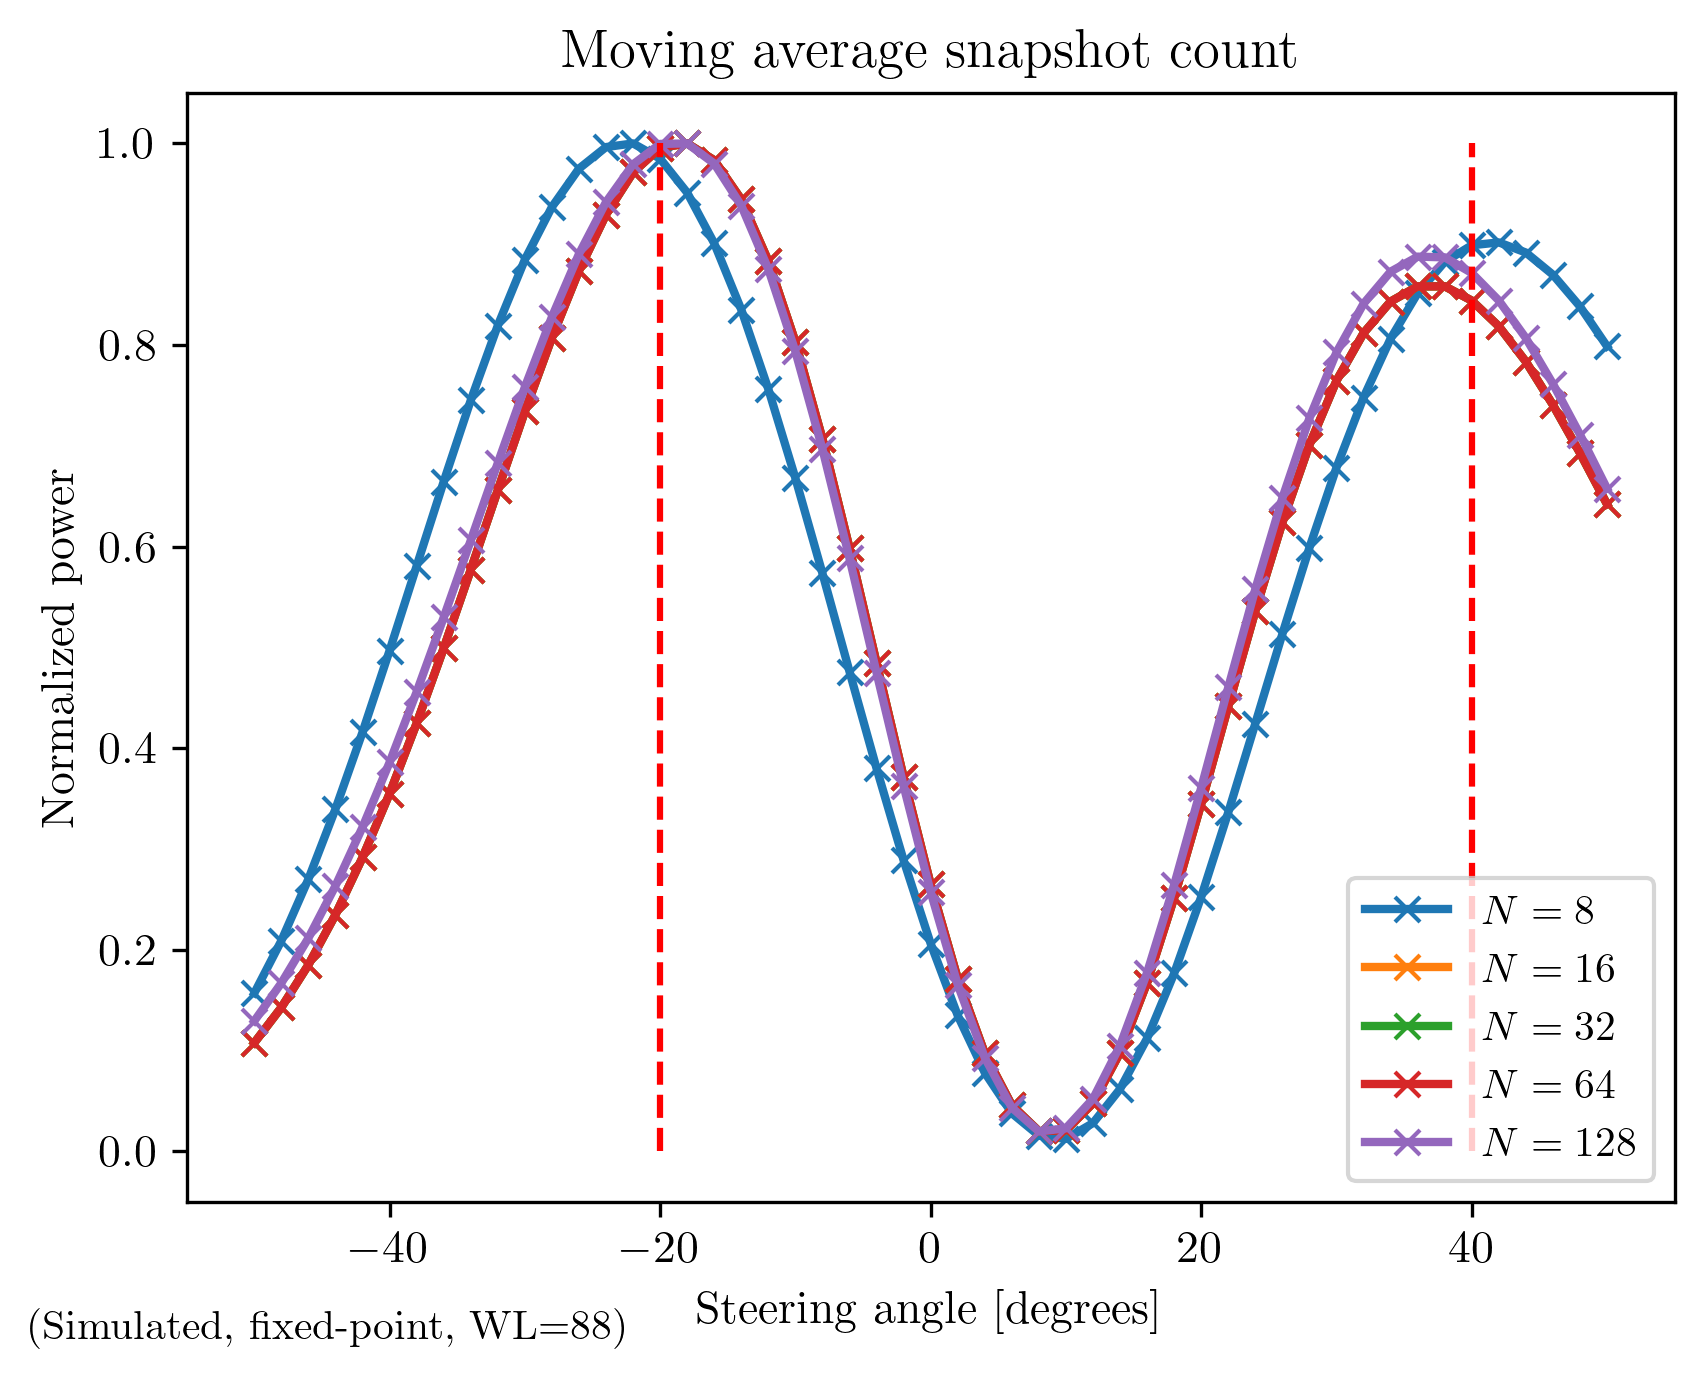 Moving average snapshot count
Normalized power
1.0
0.8
0.6
0.4
0.2
0.0
−40
−20
0
20
40
Steering angle [degrees]
(Simulated, fixed-point, WL=88)
N = 8
N = 16
N = 32
N = 64
N = 128